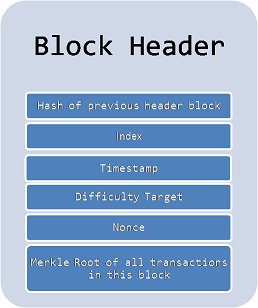 Block Header
Hash of previous header block
Index
Timestamp
Difficulty Target
Nonce
Merkle Root of all transactions
in this block